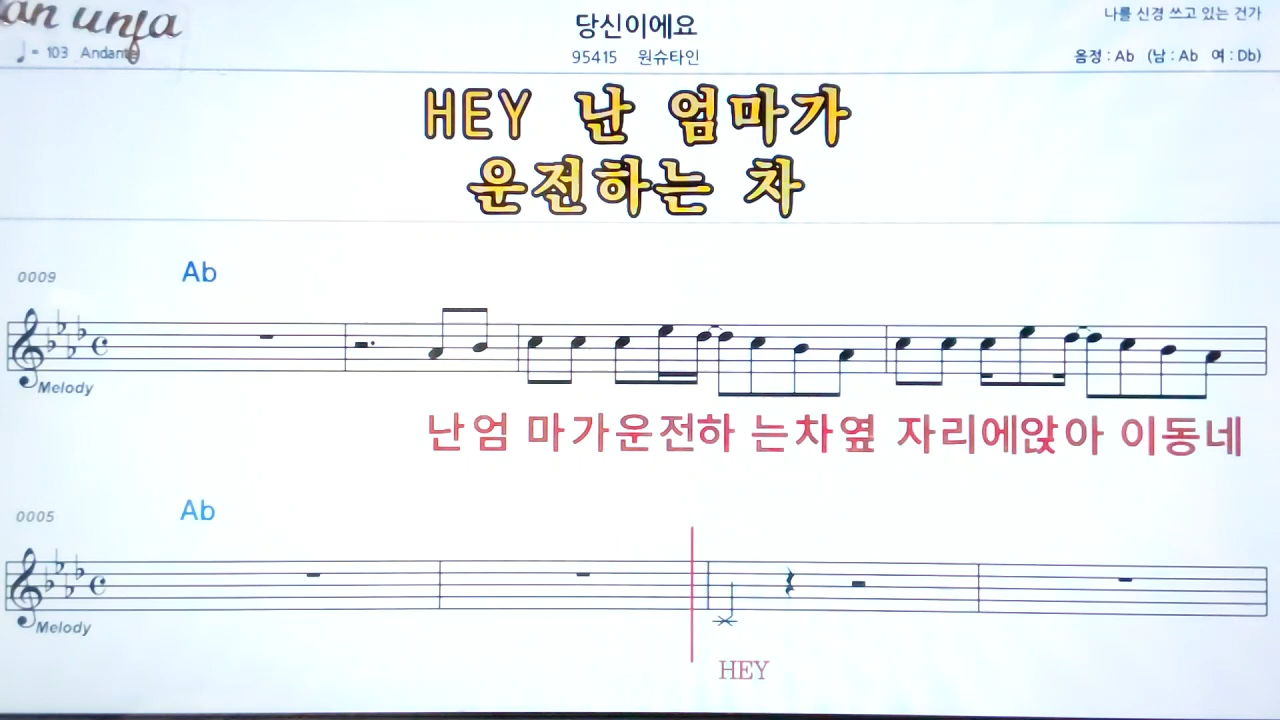 an unfa
♩= 103 Andante
당신이에요
95415 원슈타인
나를 신경 쓰고 있는 건가
음정 : Ab (남 : Ab 여 : Db)
HEY 난 엄마가
운전하는 차
0009
Ab
Melody
난엄 마가운전하 는차옆 자리에앉아 이동네
0005
Ab
Melody
HEY